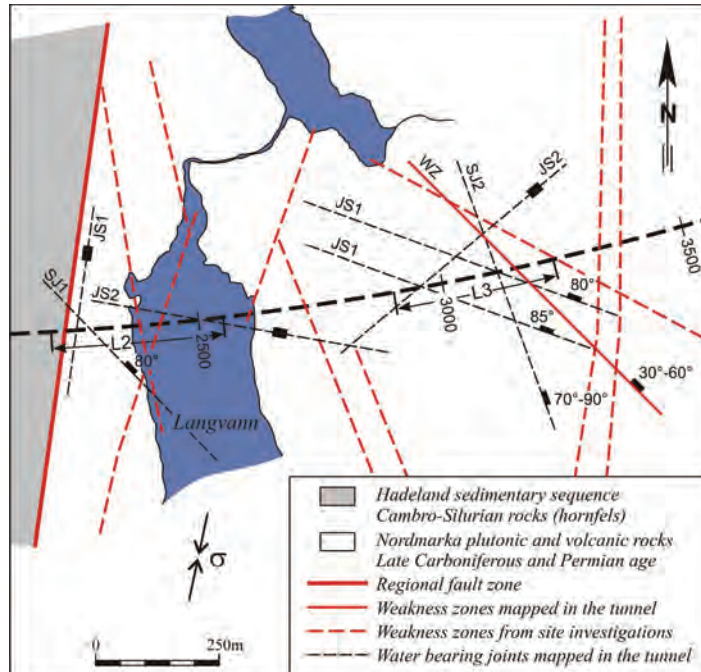 N
WZ
SJ2
JS2
JS1
JS1
JS1
3500
SJ1
JS2
L3
80°
3000
L2
2500
85°
80°
30°-60°
70°-90°
Langvann
σ
0
250m
Hadeland sedimentary sequence
Cambro-Silurian rocks (hornfels)
Nordmarka plutonic and volcanic rocks
Late Carboniferous and Permian age
Regional fault zone
Weakness zones mapped in the tunnel
Weakness zones from site investigations
Water bearing joints mapped in the tunnel